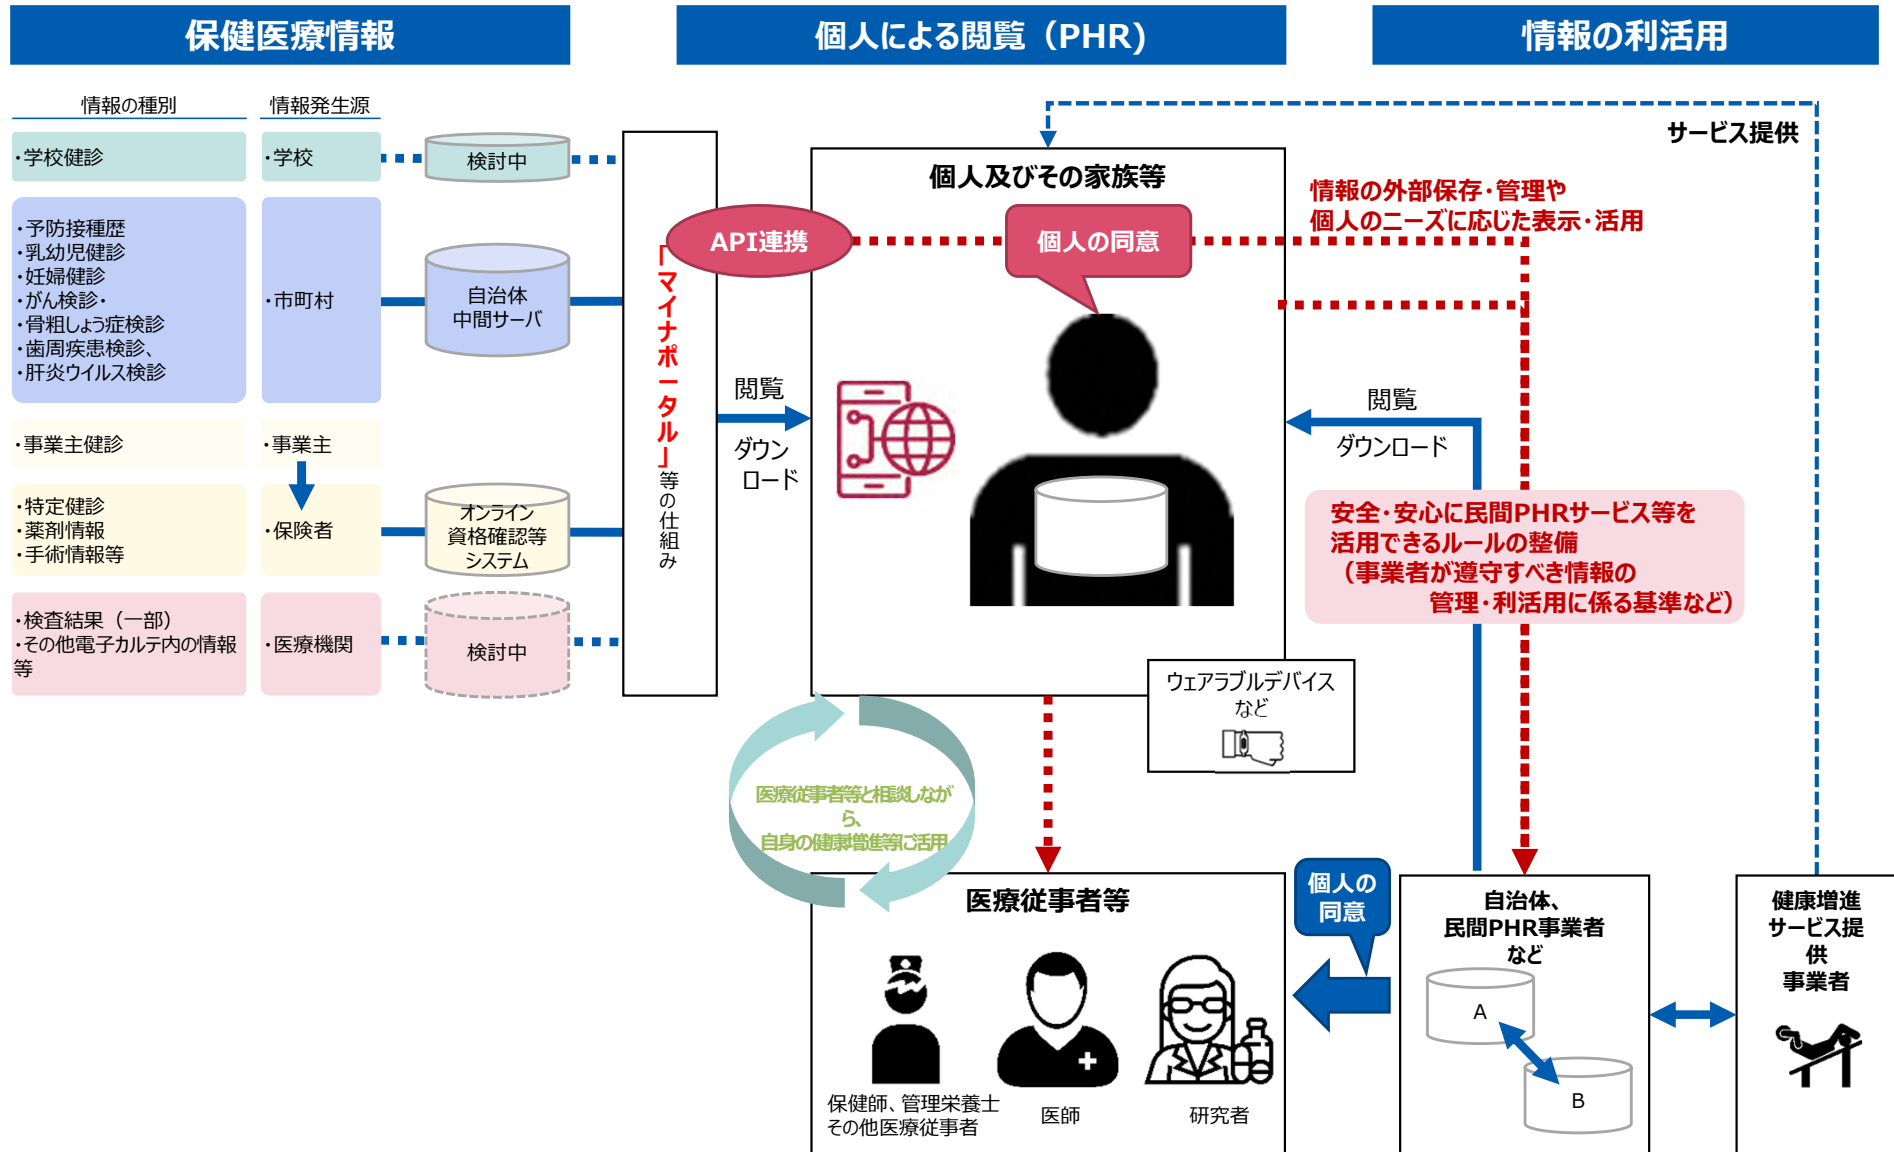 保健医療情報
個人による閲覧（PHR)
情報の利活用
情報の種別
情報発生源
・学校健診
・学校
検討中
・予防接種歴
・乳幼児健診
・妊婦健診
・がん検診・
・骨粗しょう症検診
・歯周疾患検診、
・肝炎ウイルス検診
・市町村
自治体
中間サーバ
・事業主健診
・事業主
・特定健診
・薬剤情報
・手術情報等
・保険者
オンライン
資格確認等
システム
・検査結果（一部）
・その他電子カルテ内の情報
等
・医療機関
検討中
「マイナポータル」等の仕組み
API連携
閲覧
ダウン
ロード
個人及びその家族等
個人の同意
サービス提供
情報の外部保存・管理や
個人のニーズに応じた表示・活用
閲覧
ダウンロード
安全・安心に民間PHRサービス等を
活用できるルールの整備
（事業者が遵守すべき情報の
管理・利活用に係る基準など）
ウェアラブルデバイス
など
医療従事者等と相談しなが
ら、
自身の健康増進等に活用
医療従事者等
保健師、管理栄養士
その他医療従事者
医師
研究者
個人の
同意
自治体、
民間PHR事業者
など
A
B
健康増進
サービス提
供
事業者